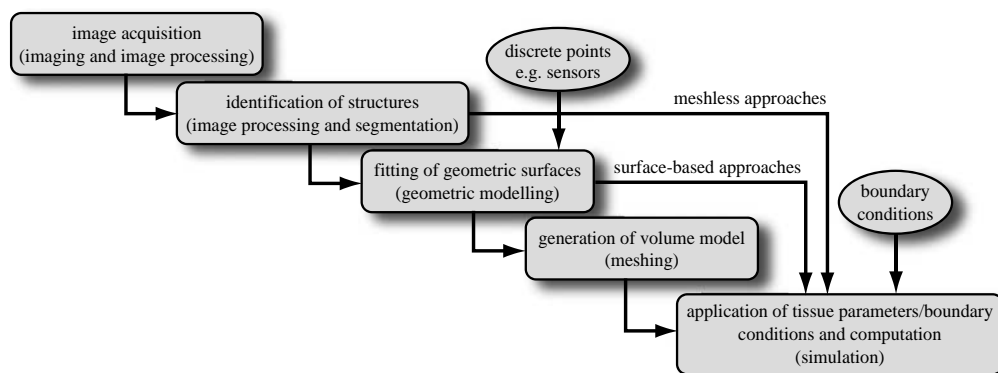 image acquisition
(imaging and image processing)
discrete points
e.g. sensors
identification of structures
(image processing and segmentation)
meshless approaches
fitting of geometric surfaces
(geometric modelling)
surface-based approaches
boundary
conditions
generation of volume model
(meshing)
application of tissue parameters/boundary
conditions and computation
(simulation)